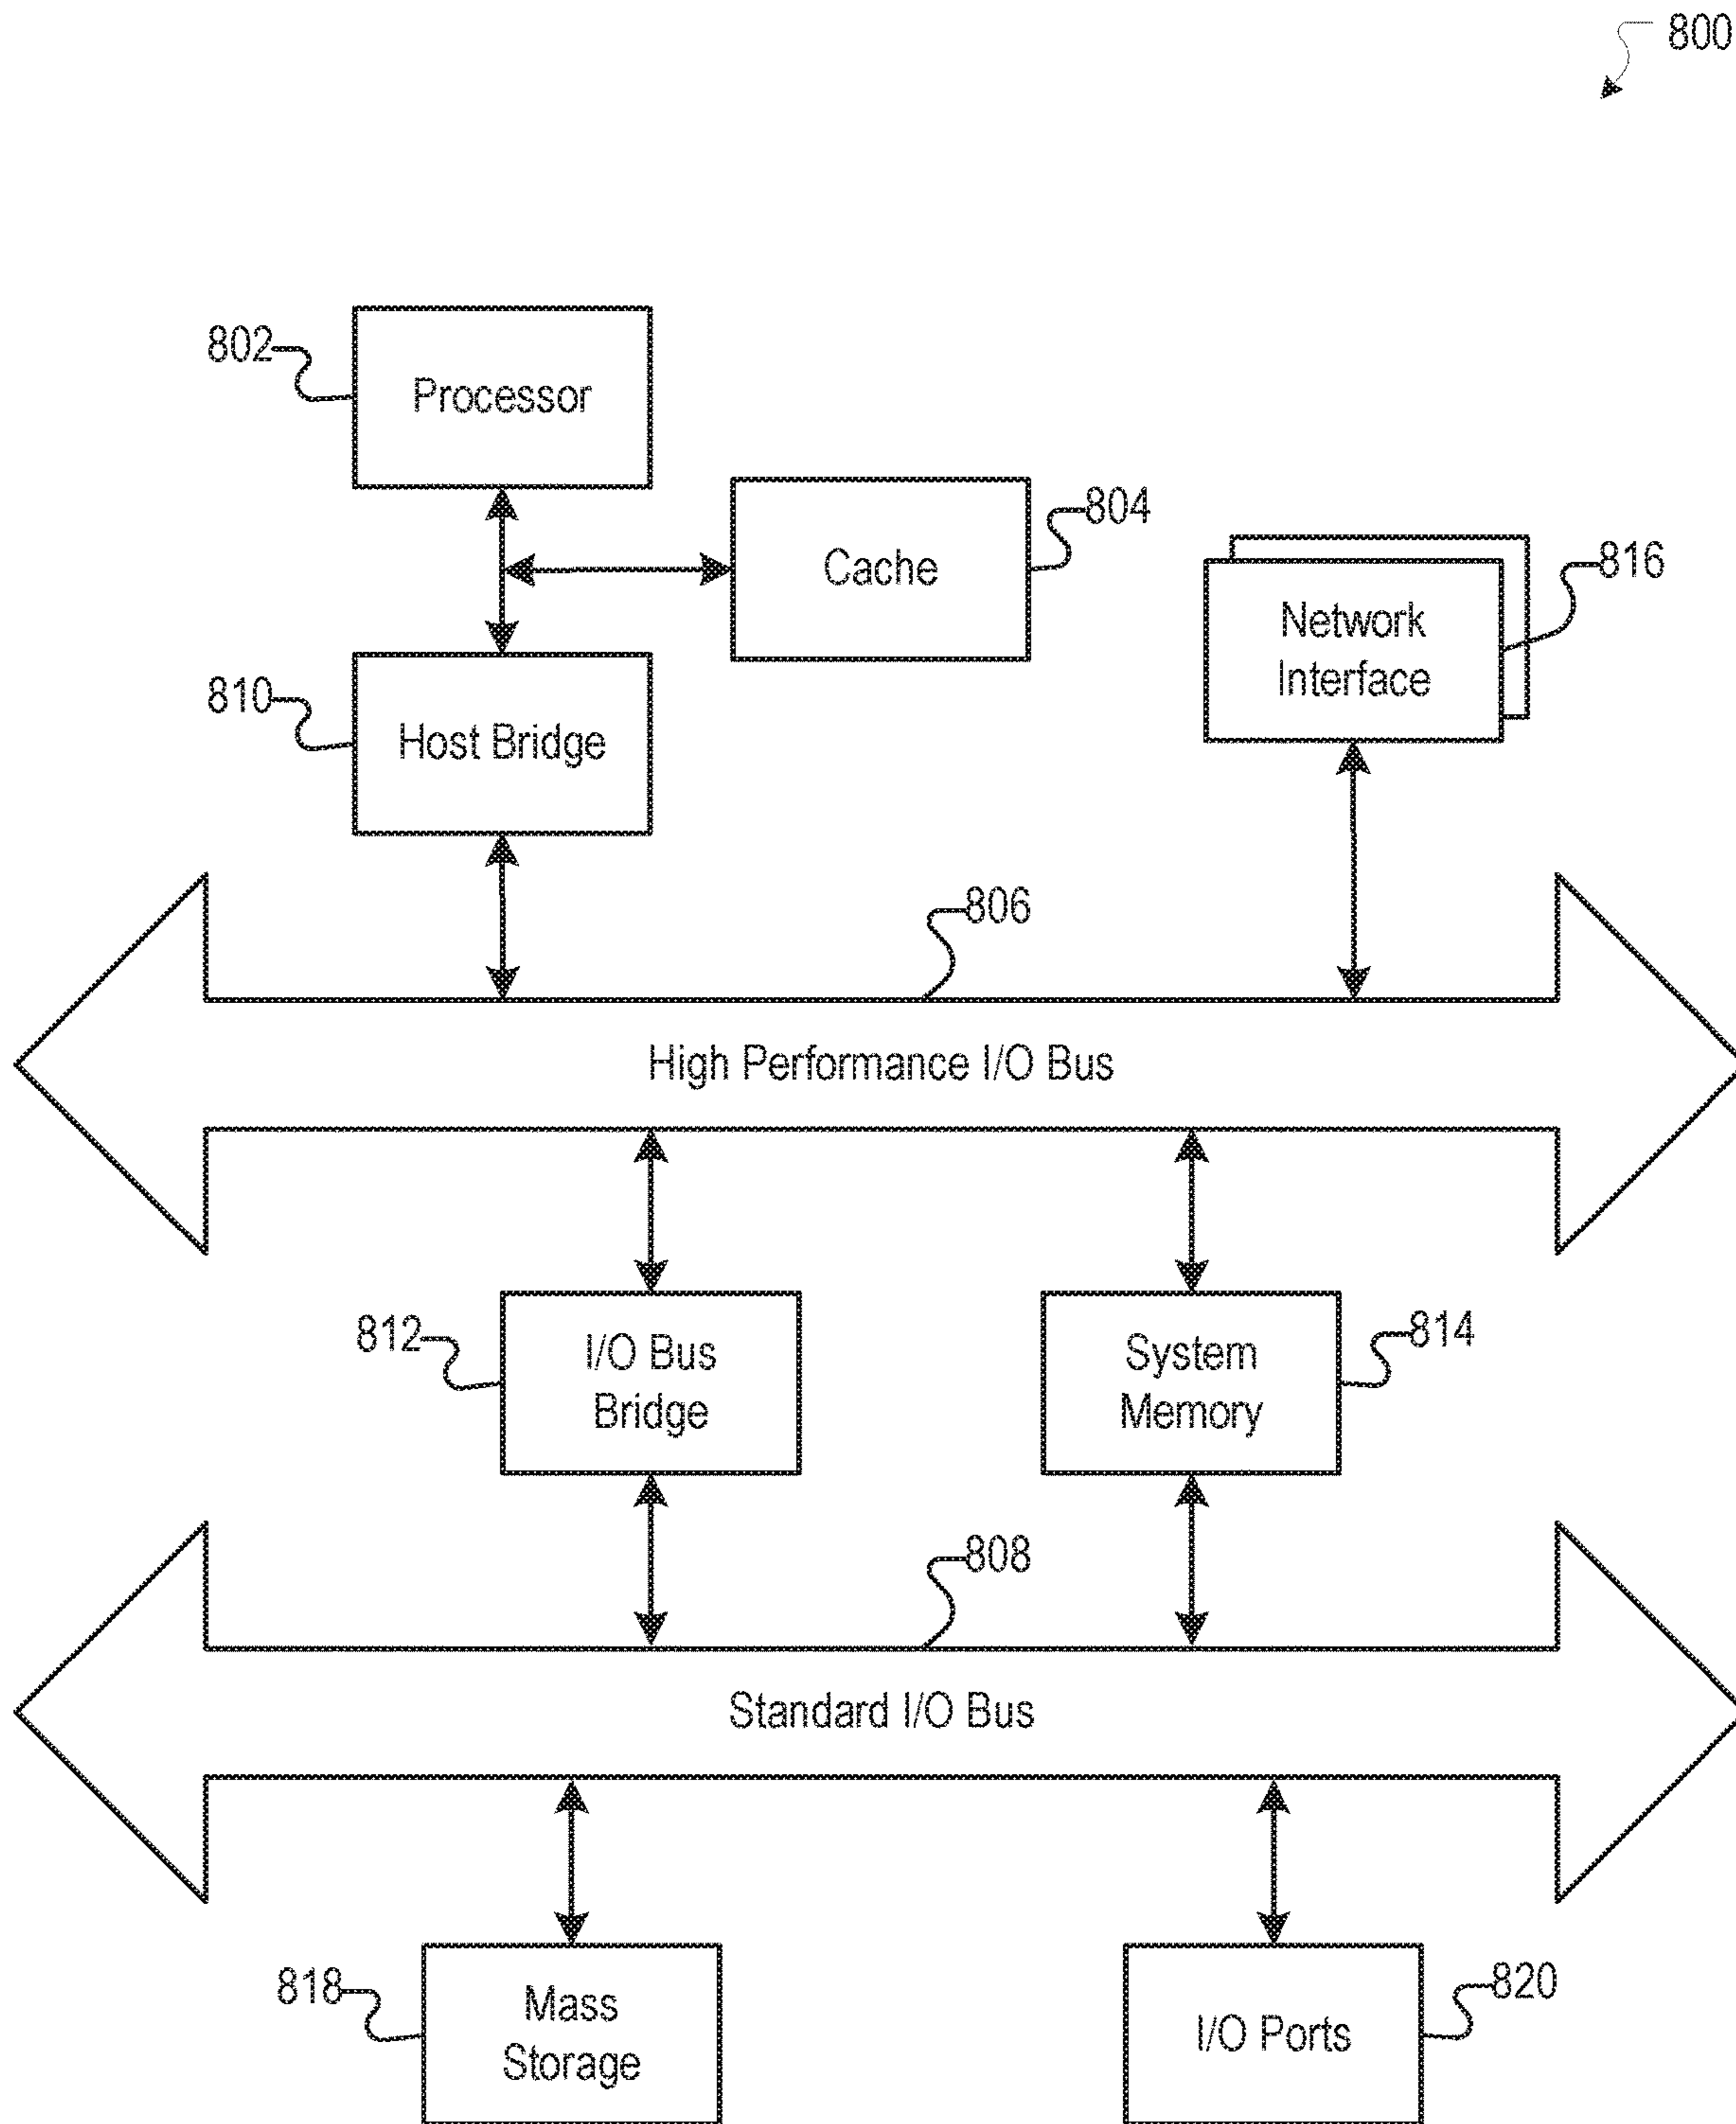 800
802
Processor
804
Cache
816
Network
Interface
810
Host Bridge
806
High Performance I/O Bus
812
I/O Bus
Bridge
System
Memory
814
808
Standard I/O Bus
818
Mass
Storage
I/O Ports
820